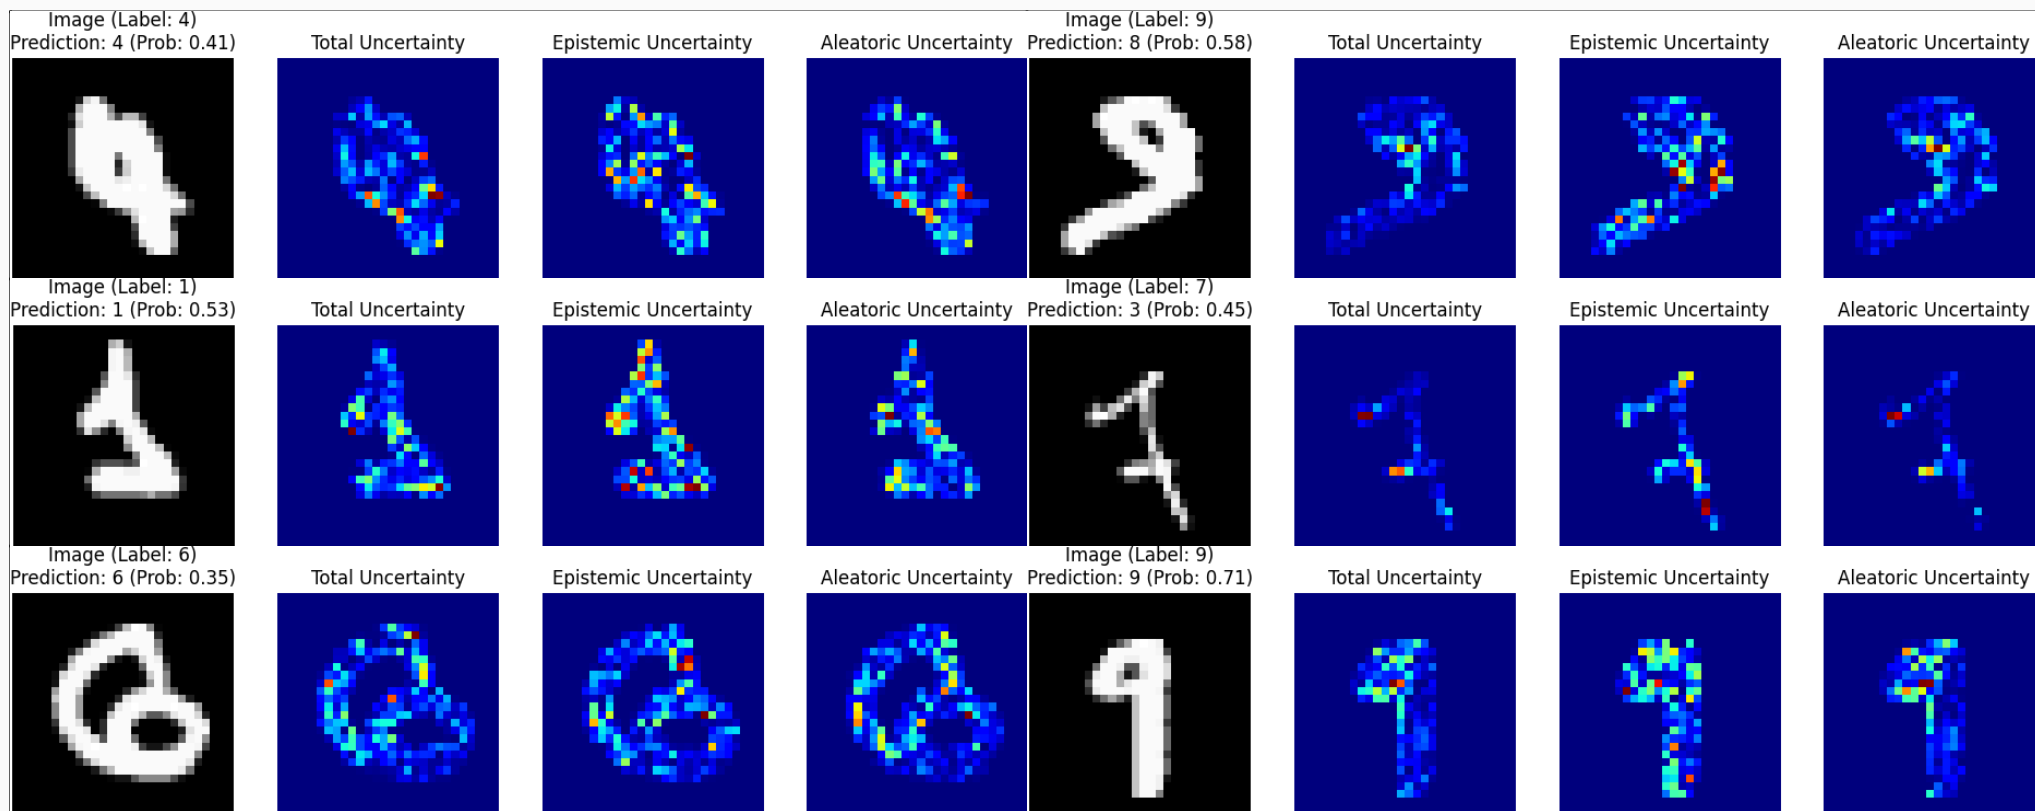 Image (Label: 4)
Prediction: 4 (Prob: 0.41)
Total Uncertainty
Epistemic Uncertainty
Aleatoric Uncertainty
Image (Label: 9)
Prediction: 8 (Prob: 0.58)
Total Uncertainty
Epistemic Uncertainty
Aleatoric Uncertainty
Image (Label: 1)
Prediction: 1 (Prob: 0.53)
Total Uncertainty
Epistemic Uncertainty
Aleatoric Uncertainty
Image (Label: 7)
Prediction: 3 (Prob: 0.45)
Total Uncertainty
Epistemic Uncertainty
Aleatoric Uncertainty
Image (Label: 6)
Prediction: 6 (Prob: 0.35)
Total Uncertainty
Epistemic Uncertainty
Aleatoric Uncertainty
Image (Label: 9)
Prediction: 9 (Prob: 0.71)
Total Uncertainty
Epistemic Uncertainty
Aleatoric Uncertainty